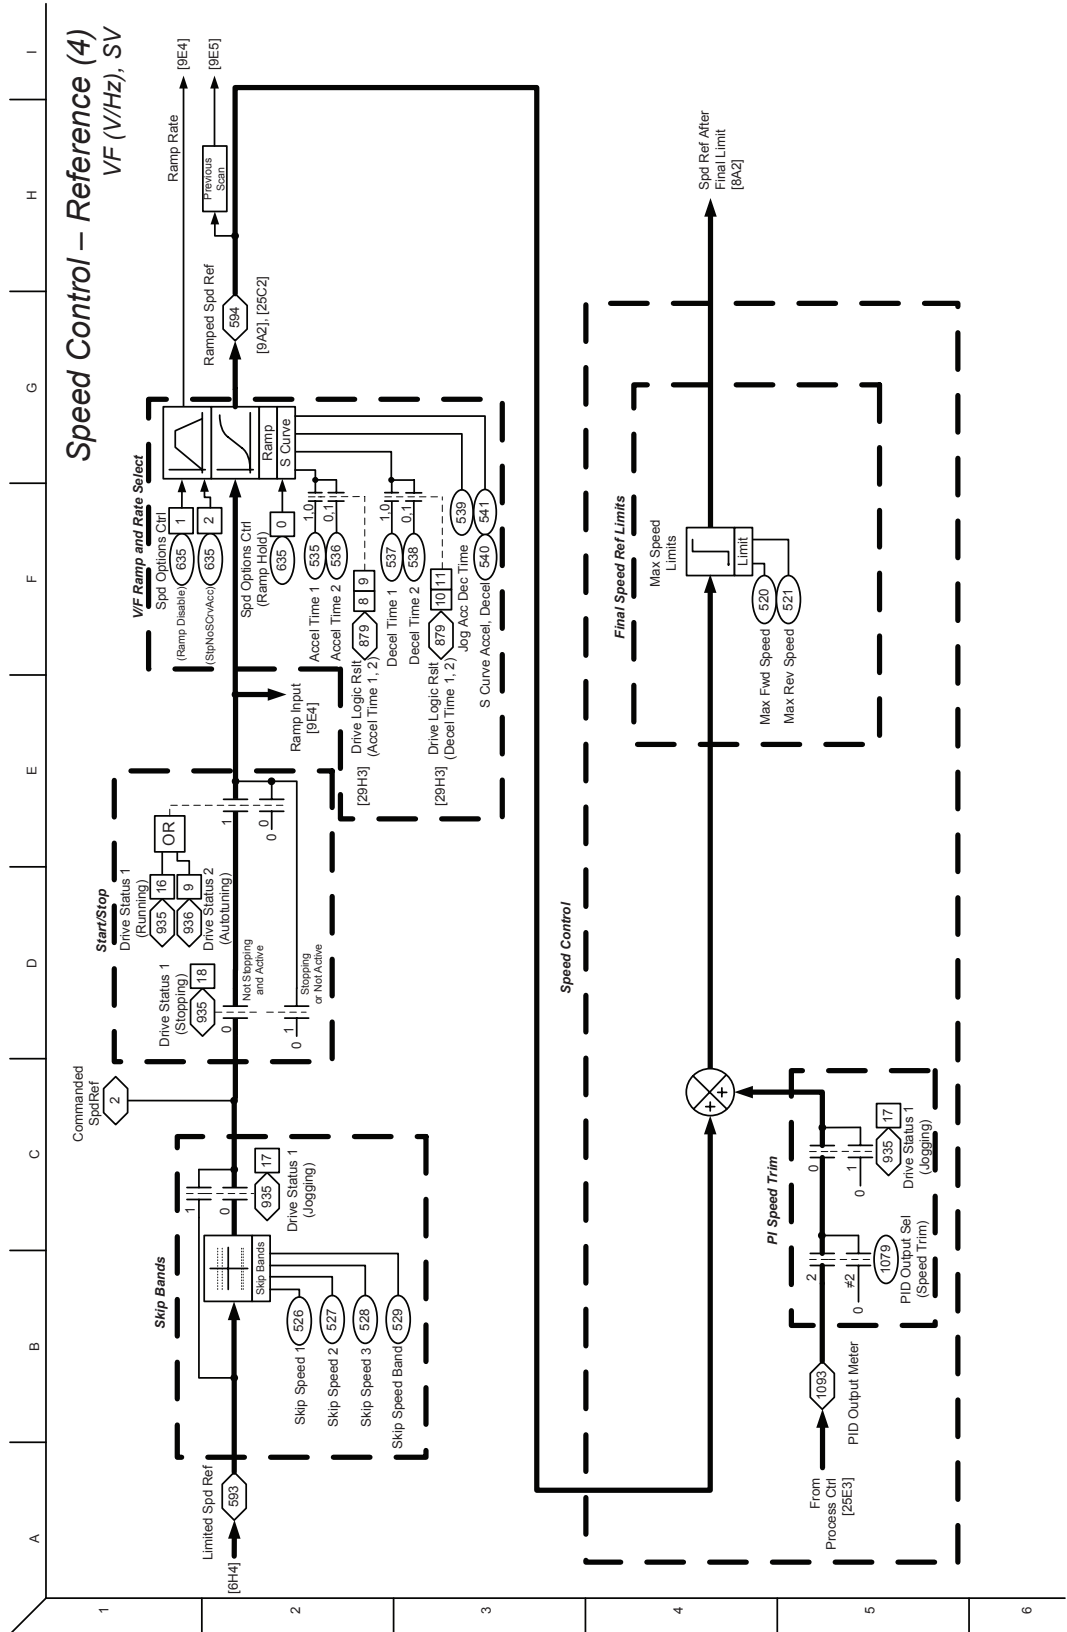 Speed Control – Reference (4)
VF (V/Hz), SV
A
B
C
D
E
F
G
H
I
1
2
3
4
5
6
[6H4]
Limited Spd Ref
593
Skip Bands
Skip Bands
1
0
935
17
Drive Status 1
(Jogging)
Skip Speed 1
526
Skip Speed 2
527
Skip Speed 3
528
Skip Speed Band
529
Commanded
SpdRef
2
Start/Stop
Drive Status 1
(Stopping)
935
18
0
Not Stopping
and Active
0
1
Stopping
or Not Active
Drive Status 1
(Running)
935
16
936
9
Drive Status 2
(Autotuning)
OR
1
0
0
Ramp Input
[9E4]
V/F Ramp and Rate Select
Spd Options Ctrl
(Ramp Disable)
635
1
(StpNoSCrvAcc)
635
2
Spd Options Ctrl
(Ramp Hold)
635
0
Ramp
S Curve
Accel Time 1
535
1,0
Accel Time 2
536
0,1
[29H3]
Drive Logic Rslt
(Accel Time 1, 2)
879
8
9
Decel Time 1
537
1,0
Decel Time 2
538
0,1
[29H3]
Drive Logic Rslt
(Decel Time 1, 2)
879
10
11
Jog Acc Dec Time
539
S Curve Accel, Decel
540
541
Ramped Spd Ref
594
[9A2], [25C2]
Ramp Rate
[9E4]
Previous
Scan
[9E5]
Speed Control
From
Process Ctrl
[25E3]
1093
PID Output Meter
PI Speed Trim
2
≠2
0
1079
PID Output Sel
(Speed Trim)
0
1
0
935
17
Drive Status 1
(Jogging)
+
+
Final Speed Ref Limits
Max Speed
Limits
Limit
Max Fwd Speed
520
Max Rev Speed
521
Spd Ref After
Final Limit
[8A2]